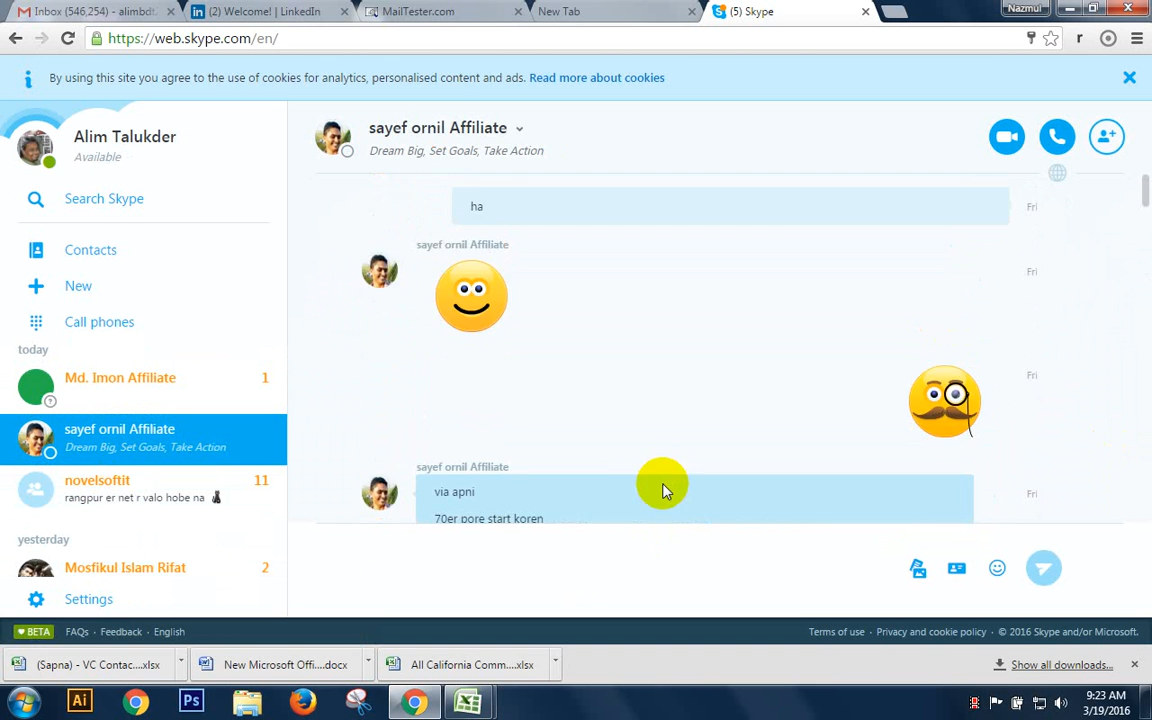 Inbox (546,254) - alimbdt
(2) Welcome! | LinkedIn
MailTester.com
New Tab
(5) Skype
Nazmul
https://web.skype.com/en/
By using this site you agree to the use of cookies for analytics, personalised content and ads. Read more about cookies
Alim Talukder
Available
Search Skype
Contacts
New
Call phones
today
Md. Imon Affiliate 1
sayef ornil Affiliate
Dream Big, Set Goals, Take Action
novelsoftit 11
rangpur er net r valo hobe na
yesterday
Mosfikul Islam Rifat 2
Settings
sayef ornil Affiliate
Dream Big, Set Goals, Take Action
ha Fri
sayef ornil Affiliate
Fri
Fri
sayef ornil Affiliate
via apni Fri
70er pore start koren
BETA FAQs · Feedback · English
Terms of use · Privacy and cookie policy · © 2016 Skype and/or Microsoft.
(Sapna) - VC Contac....xlsx
New Microsoft Offi....docx
All California Comm....xlsx
Show all downloads...
Ai
Ps
9:23 AM
3/19/2016